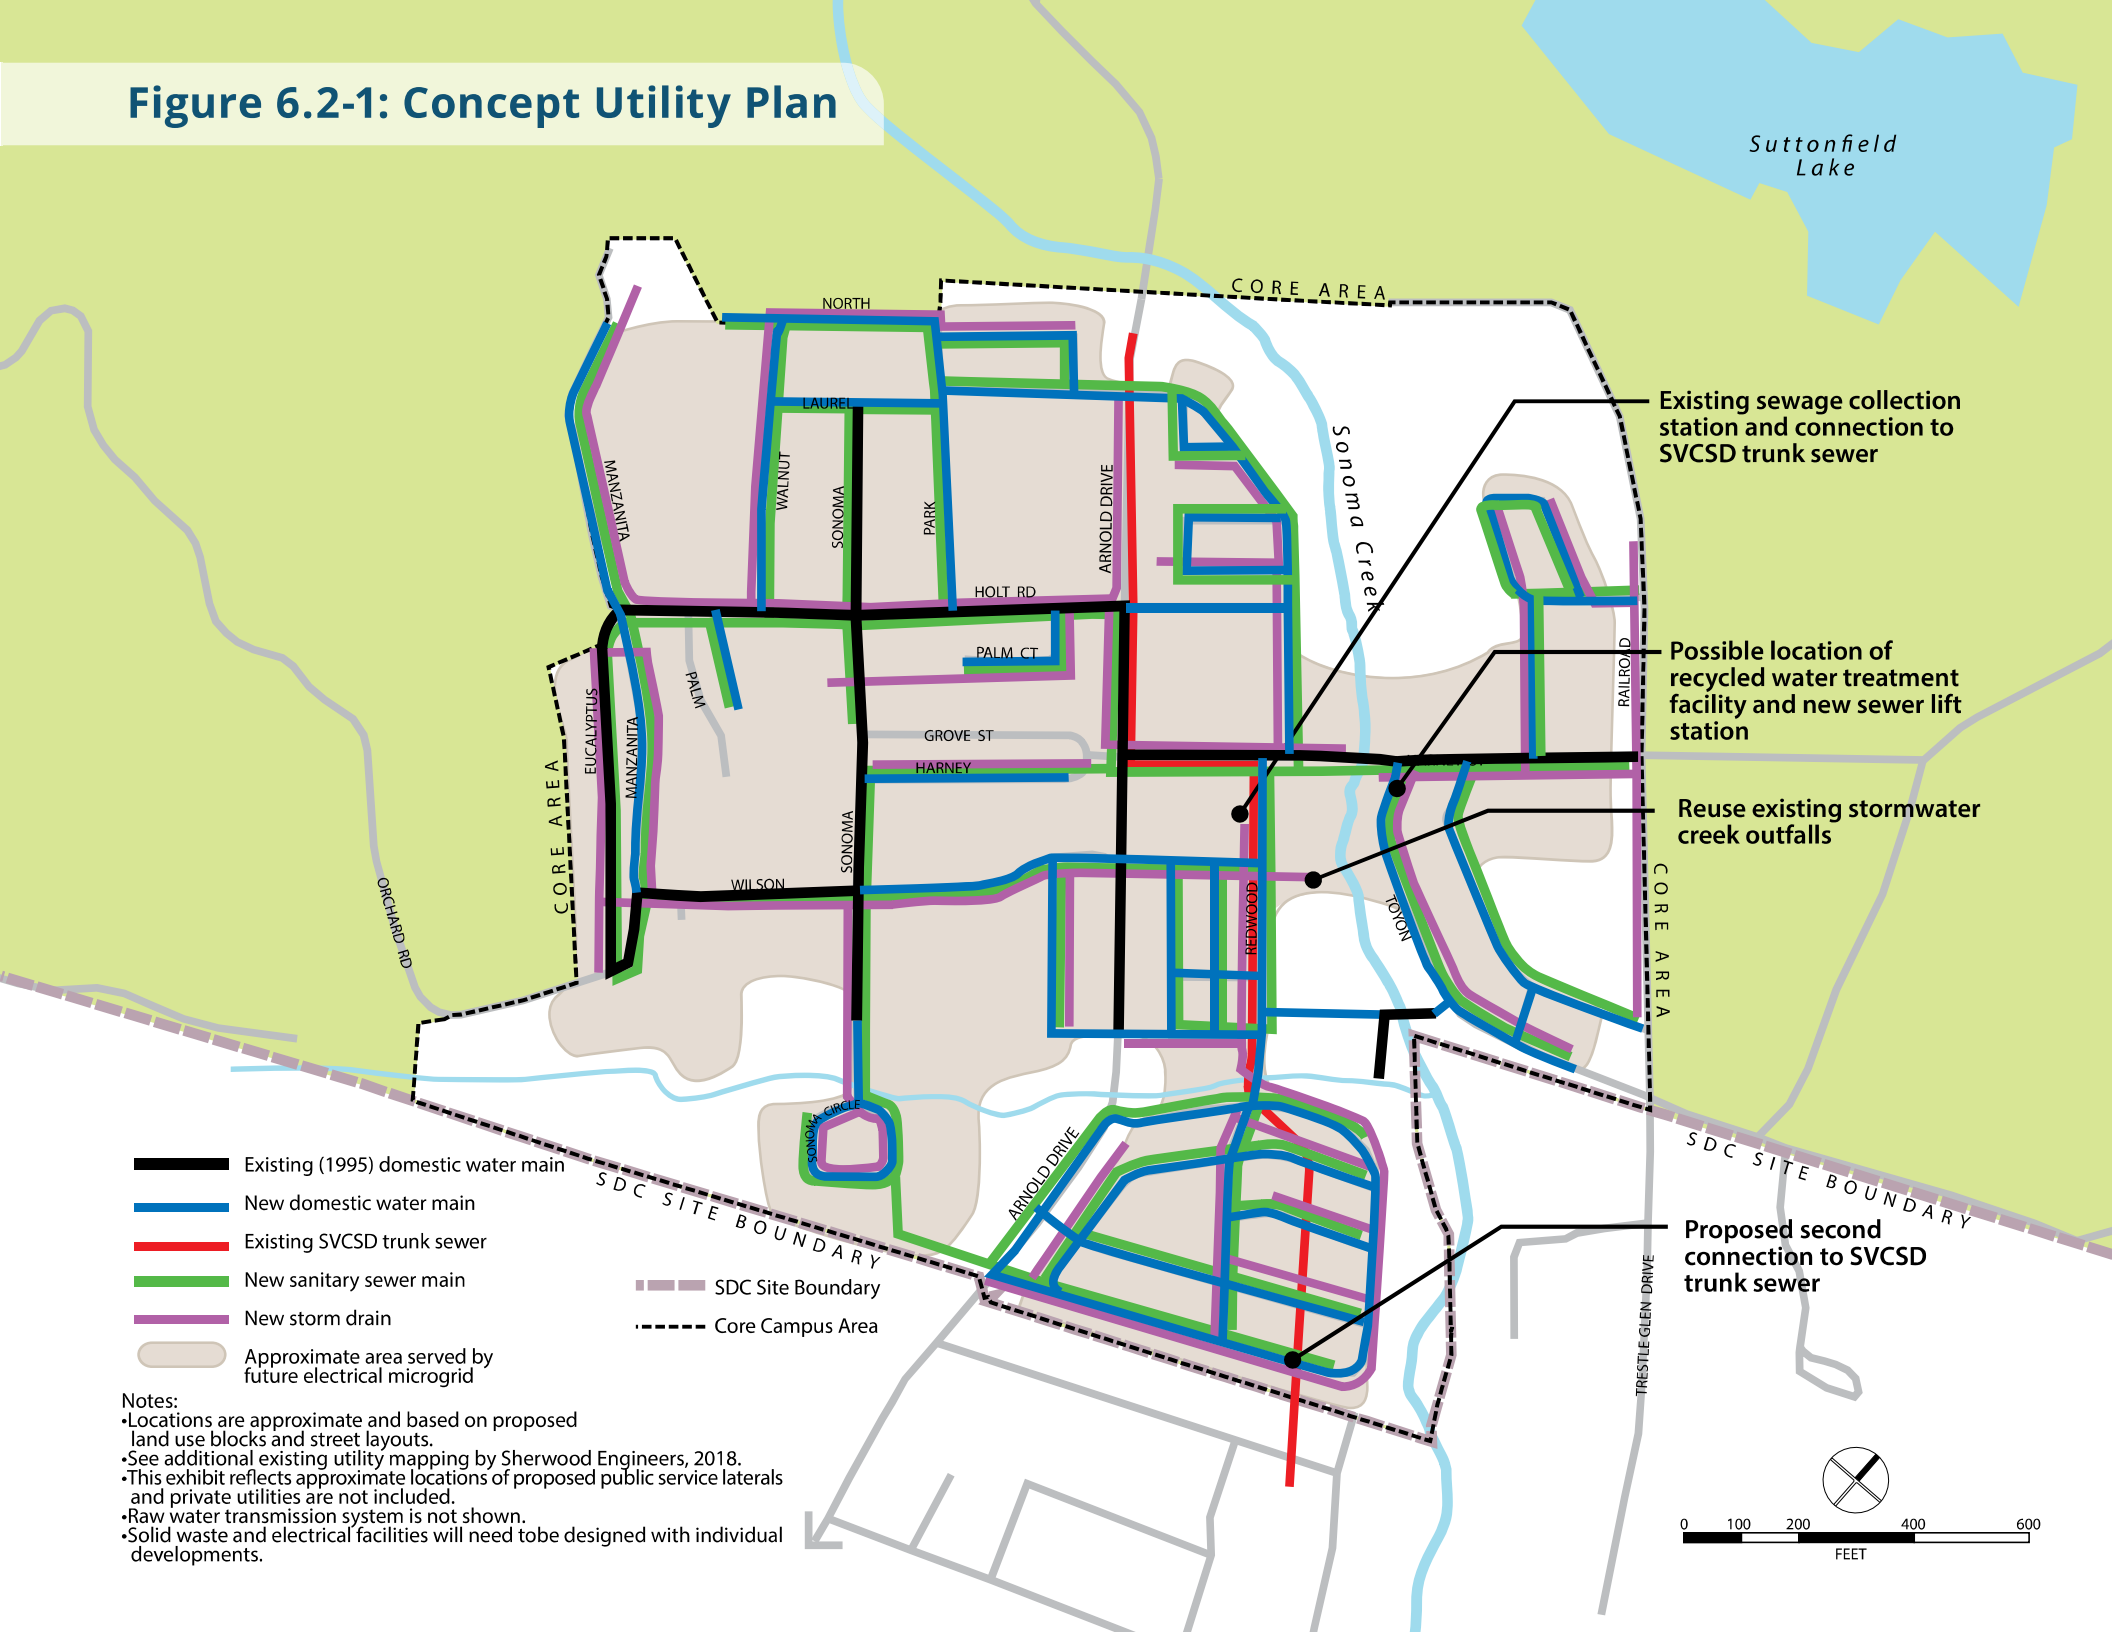 Figure 6.2-1: Concept Utility Plan
Suttonfield
Lake
CORE AREA
NORTH
LAUREL
MANZANITA
WALNUT
SONOMA
PARK
ARNOLD DRIVE
Sonoma Creek
Existing sewage collection
station and connection to
SVCSD trunk sewer
HOLT RD
PALM CT
PALM
EUCALYPTUS
MANZANITA
GROVE ST
HARNEY
RAILROAD
Possible location of
recycled water treatment
facility and new sewer lift
station
Reuse existing stormwater
creek outfalls
CORE AREA
SONOMA
WILSON
REDWOOD
TOYON
CORE AREA
ORCHARD RD
SONOMA CIRCLE
ARNOLD DRIVE
SDC SITE BOUNDARY
SDC SITE BOUNDARY
TRESTLE GLEN DRIVE
Proposed second
connection to SVCSD
trunk sewer
Existing (1995) domestic water main
New domestic water main
Existing SVCSD trunk sewer
New sanitary sewer main
New storm drain
Approximate area served by
future electrical microgrid
SDC Site Boundary
Core Campus Area
Notes:
•Locations are approximate and based on proposed
land use blocks and street layouts.
•See additional existing utility mapping by Sherwood Engineers, 2018.
•This exhibit reflects approximate locations of proposed public service laterals
and private utilities are not included.
•Raw water transmission system is not shown.
•Solid waste and electrical facilities will need tobe designed with individual
developments.
0 100 200 400 600
FEET